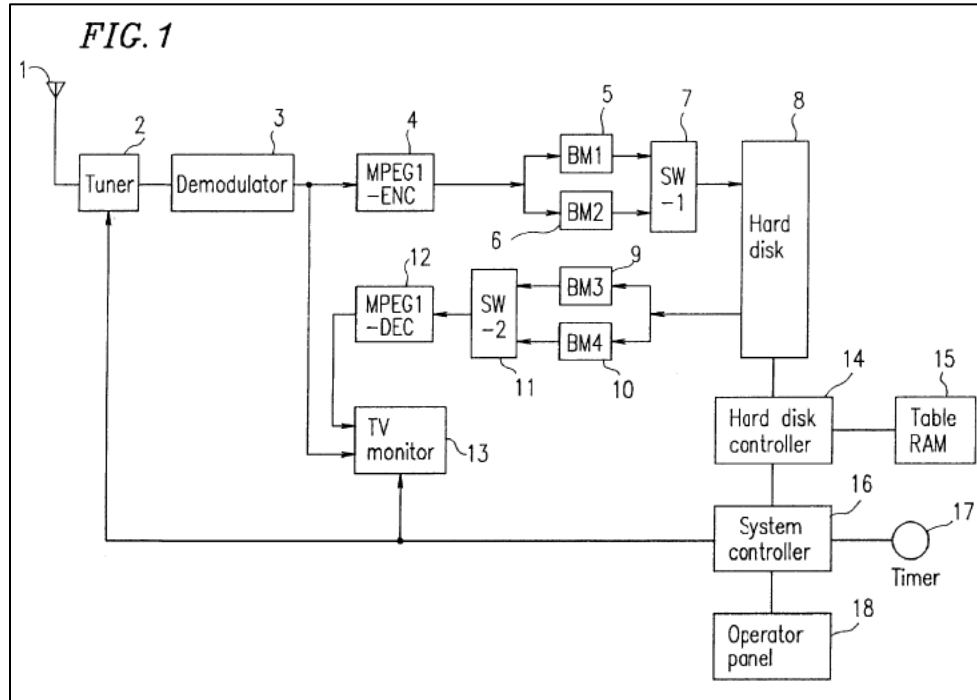 FIG. 1
1
2
Tuner
3
Demodulator
4
MPEG1
-ENC
5
BM1
6
BM2
7
SW
-1
8
Hard
disk
9
BM3
10
BM4
11
SW
-2
12
MPEG1
-DEC
TV
monitor
13
14
Hard disk
controller
15
Table
RAM
16
System
controller
17
Timer
18
Operator
panel